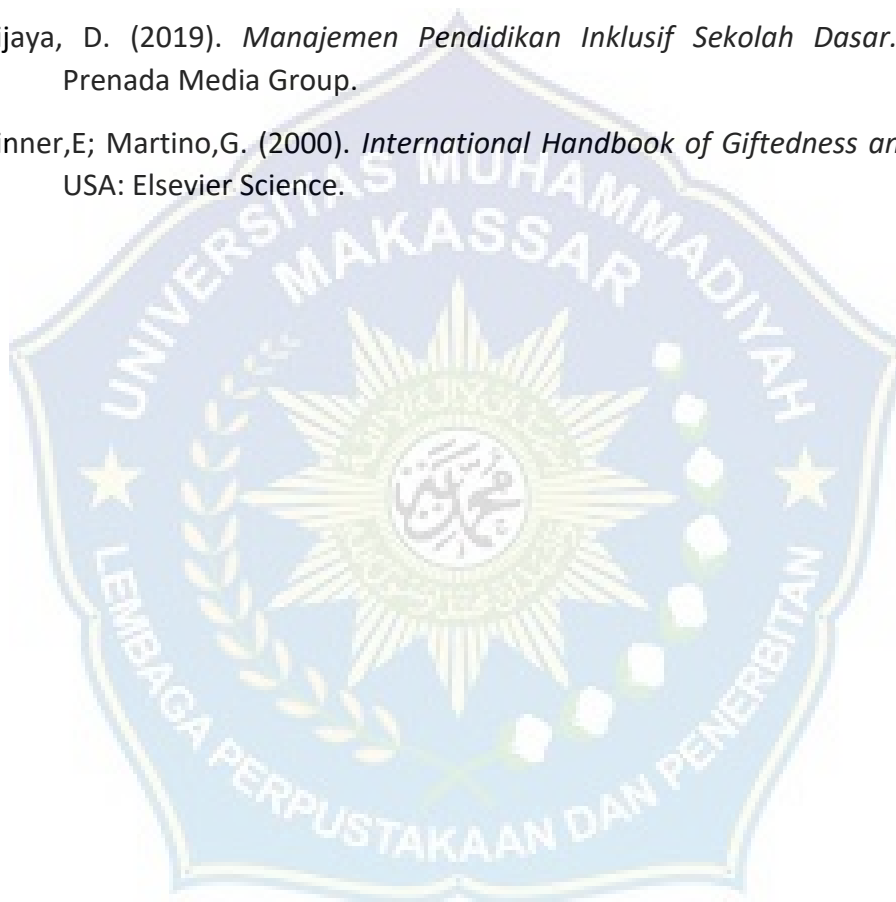 ijaya, D. (2019). Manajemen Pendidikan Inklusif Sekolah Dasar.
Prenada Media Group.
inner,E; Martino,G. (2000). International Handbook of Giftedness an
USA: Elsevier Science.
UNIVERSITAS MUHAMMADIYAH
MAKASSAR
LEMBAGA PERPUSTAKAAN DAN PENERBITAN